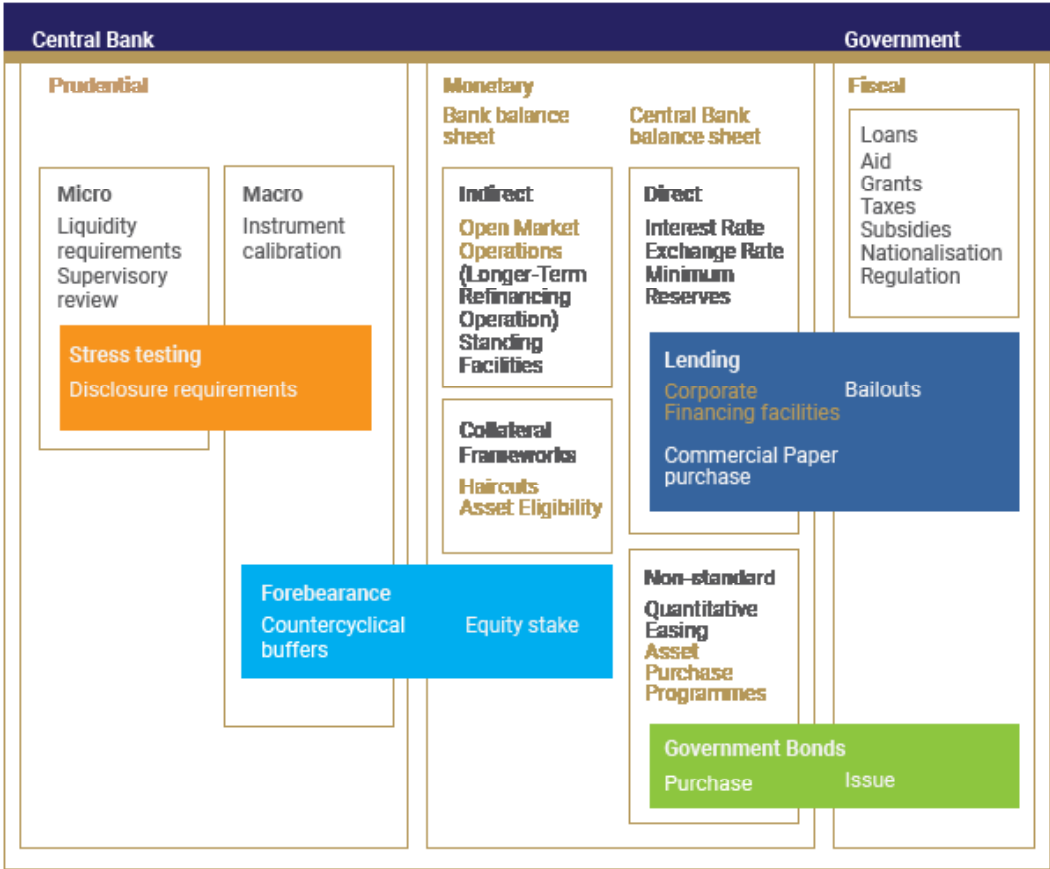 Central Bank
Government
Prudential
Micro
Liquidity
requirements
Supervisory
review
Macro
Instrument
calibration
Stress testing
Disclosure requirements
Forebearance
Countercyclical
buffers
Equity stake
Monetary
Bank balance
sheet
Indirect
Open Market
Operations
(Longer-Term
Refinancing
Operation)
Standing
Facilities
Collateral
Frameworks
Haircuts
Asset Eligibility
Central Bank
balance sheet
Direct
Interest Rate
Exchange Rate
Minimum
Reserves
Lending
Corporate
Financing facilities
Commercial Paper
purchase
Bailouts
Non-standard
Quantitative
Easing
Asset
Purchase
Programmes
Government Bonds
Purchase
Issue
Fiscal
Loans
Aid
Grants
Taxes
Subsidies
Nationalisation
Regulation